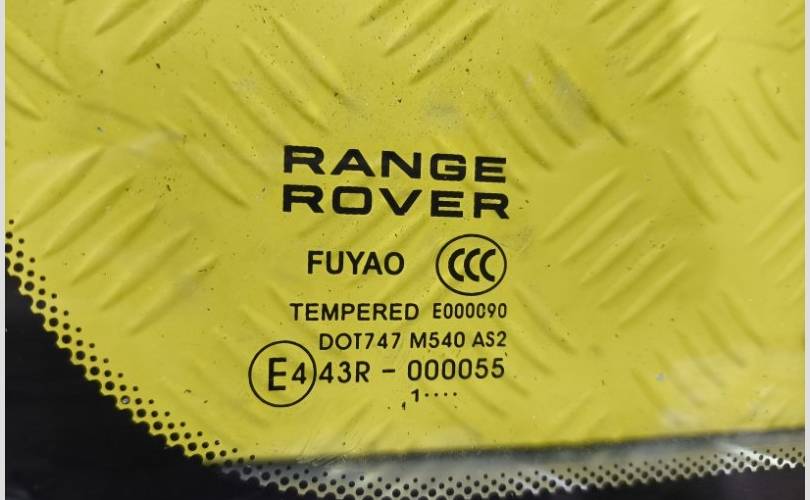 RANGE
ROVER
FUYAO CCC
TEMPERED E000090
DOT747 M540 AS2
E4 43R - 000055
1····